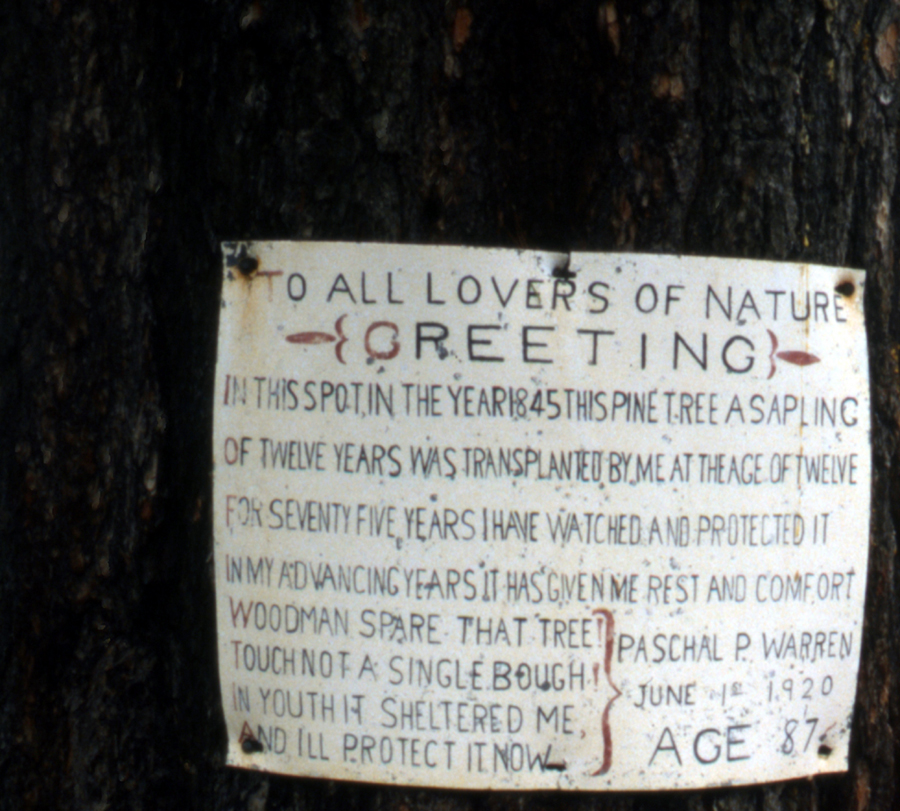 TO ALL LOVERS OF NATURE
{GREETING}
IN THIS SPOT, IN THE YEAR 1845 THIS PINE TREE A SAPLING
OF TWELVE YEARS WAS TRANSPLANTED BY ME AT THE AGE OF TWELVE
FOR SEVENTY FIVE YEARS I HAVE WATCHED AND PROTECTED IT
IN MY ADVANCING YEARS IT HAS GIVEN ME REST AND COMFORT
WOODMAN SPARE THAT TREE!
TOUCH NOT A SINGLE BOUGH!
IN YOUTH IT SHELTERED ME,
AND I'LL PROTECT IT NOW
PASCHAL P. WARREN
JUNE 1st 1920
AGE 87